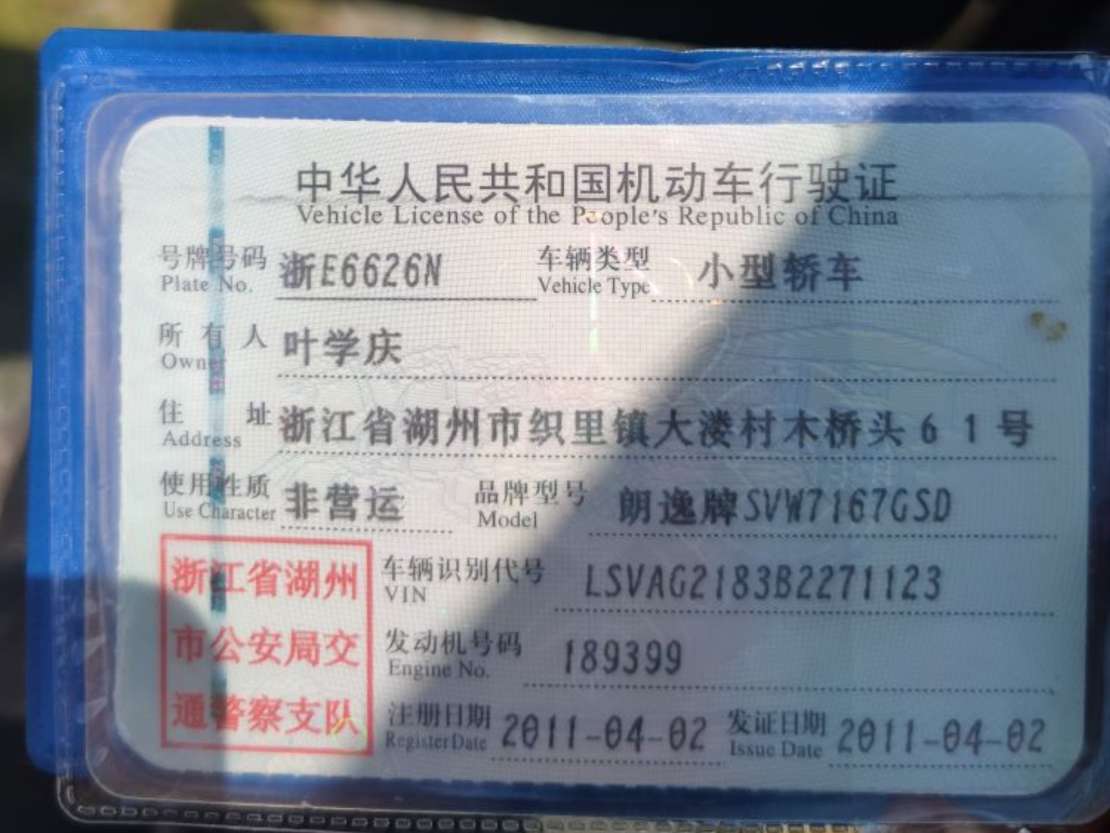 中华人民共和国机动车行驶证
Vehicle License of the People's Republic of China
号牌号码 浙E6626N 车辆类型 小型轿车
Plate No. Vehicle Type
所有人 叶学庆
Owner
住址 浙江省湖州市织里镇大溇村木桥头61号
Address
使用性质 非营运 品牌型号 朗逸牌SVW7167GSD
Use Character Model
浙江省湖州 车辆识别代号 LSVAG2183B2271123
VIN
市公安局交 发动机号码 189399
Engine No.
通警察支队 注册日期 2011-04-02 发证日期 2011-04-02
Register Date Issue Date